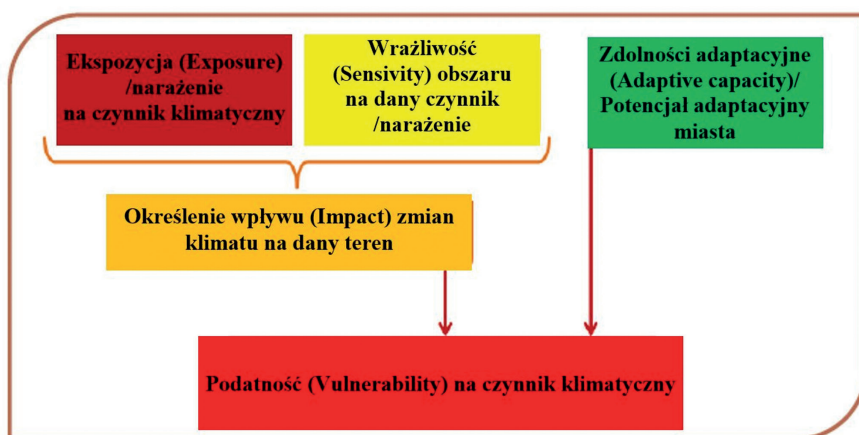 Ekspozycja (Exposure)
/narażenie
na czynnik klimatyczny
Wrażliwość
(Sensivity) obszaru
na dany czynnik
/narażenie
Zdolności adaptacyjne
(Adaptive capacity)/
Potencjał adaptacyjny
miasta
Określenie wpływu (Impact) zmian
klimatu na dany teren
Podatność (Vulnerability) na czynnik klimatyczny